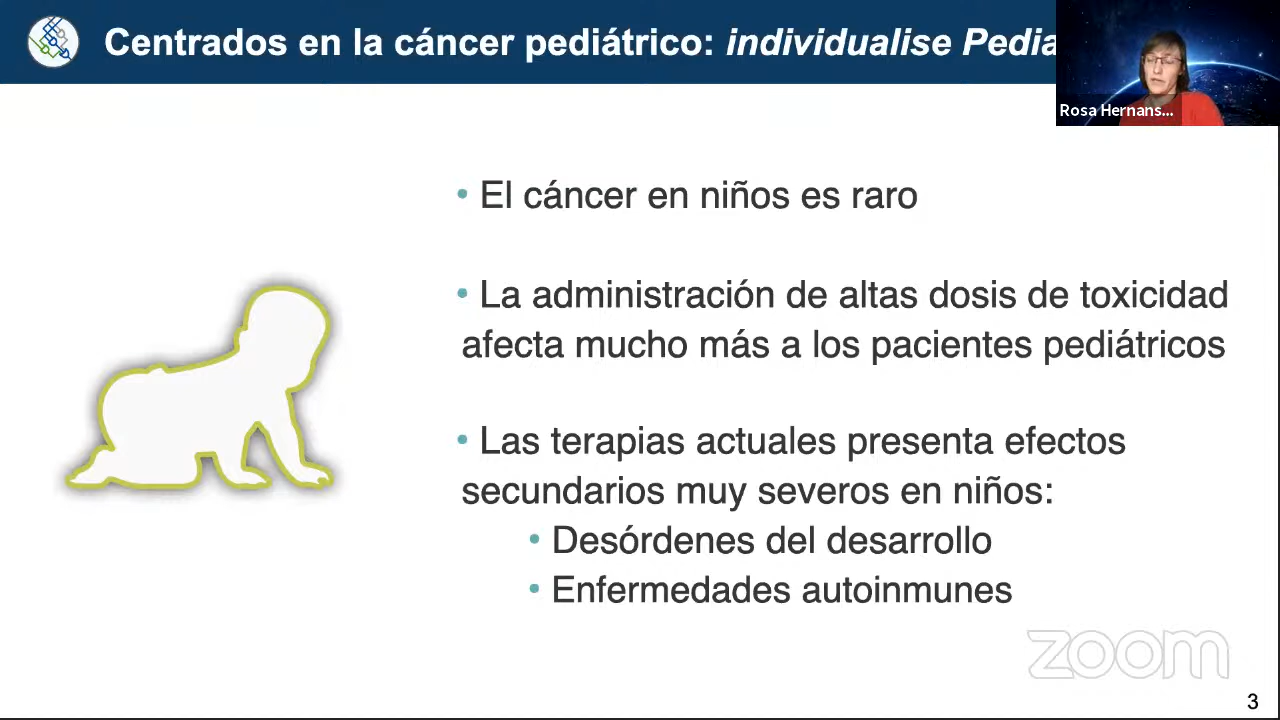 Centrados en la cáncer pediátrico: individualise Pedia
Rosa Hernans...
• El cáncer en niños es raro
• La administración de altas dosis de toxicidad
afecta mucho más a los pacientes pediátricos
• Las terapias actuales presenta efectos
secundarios muy severos en niños:
• Desórdenes del desarrollo
• Enfermedades autoinmunes
zoom
3